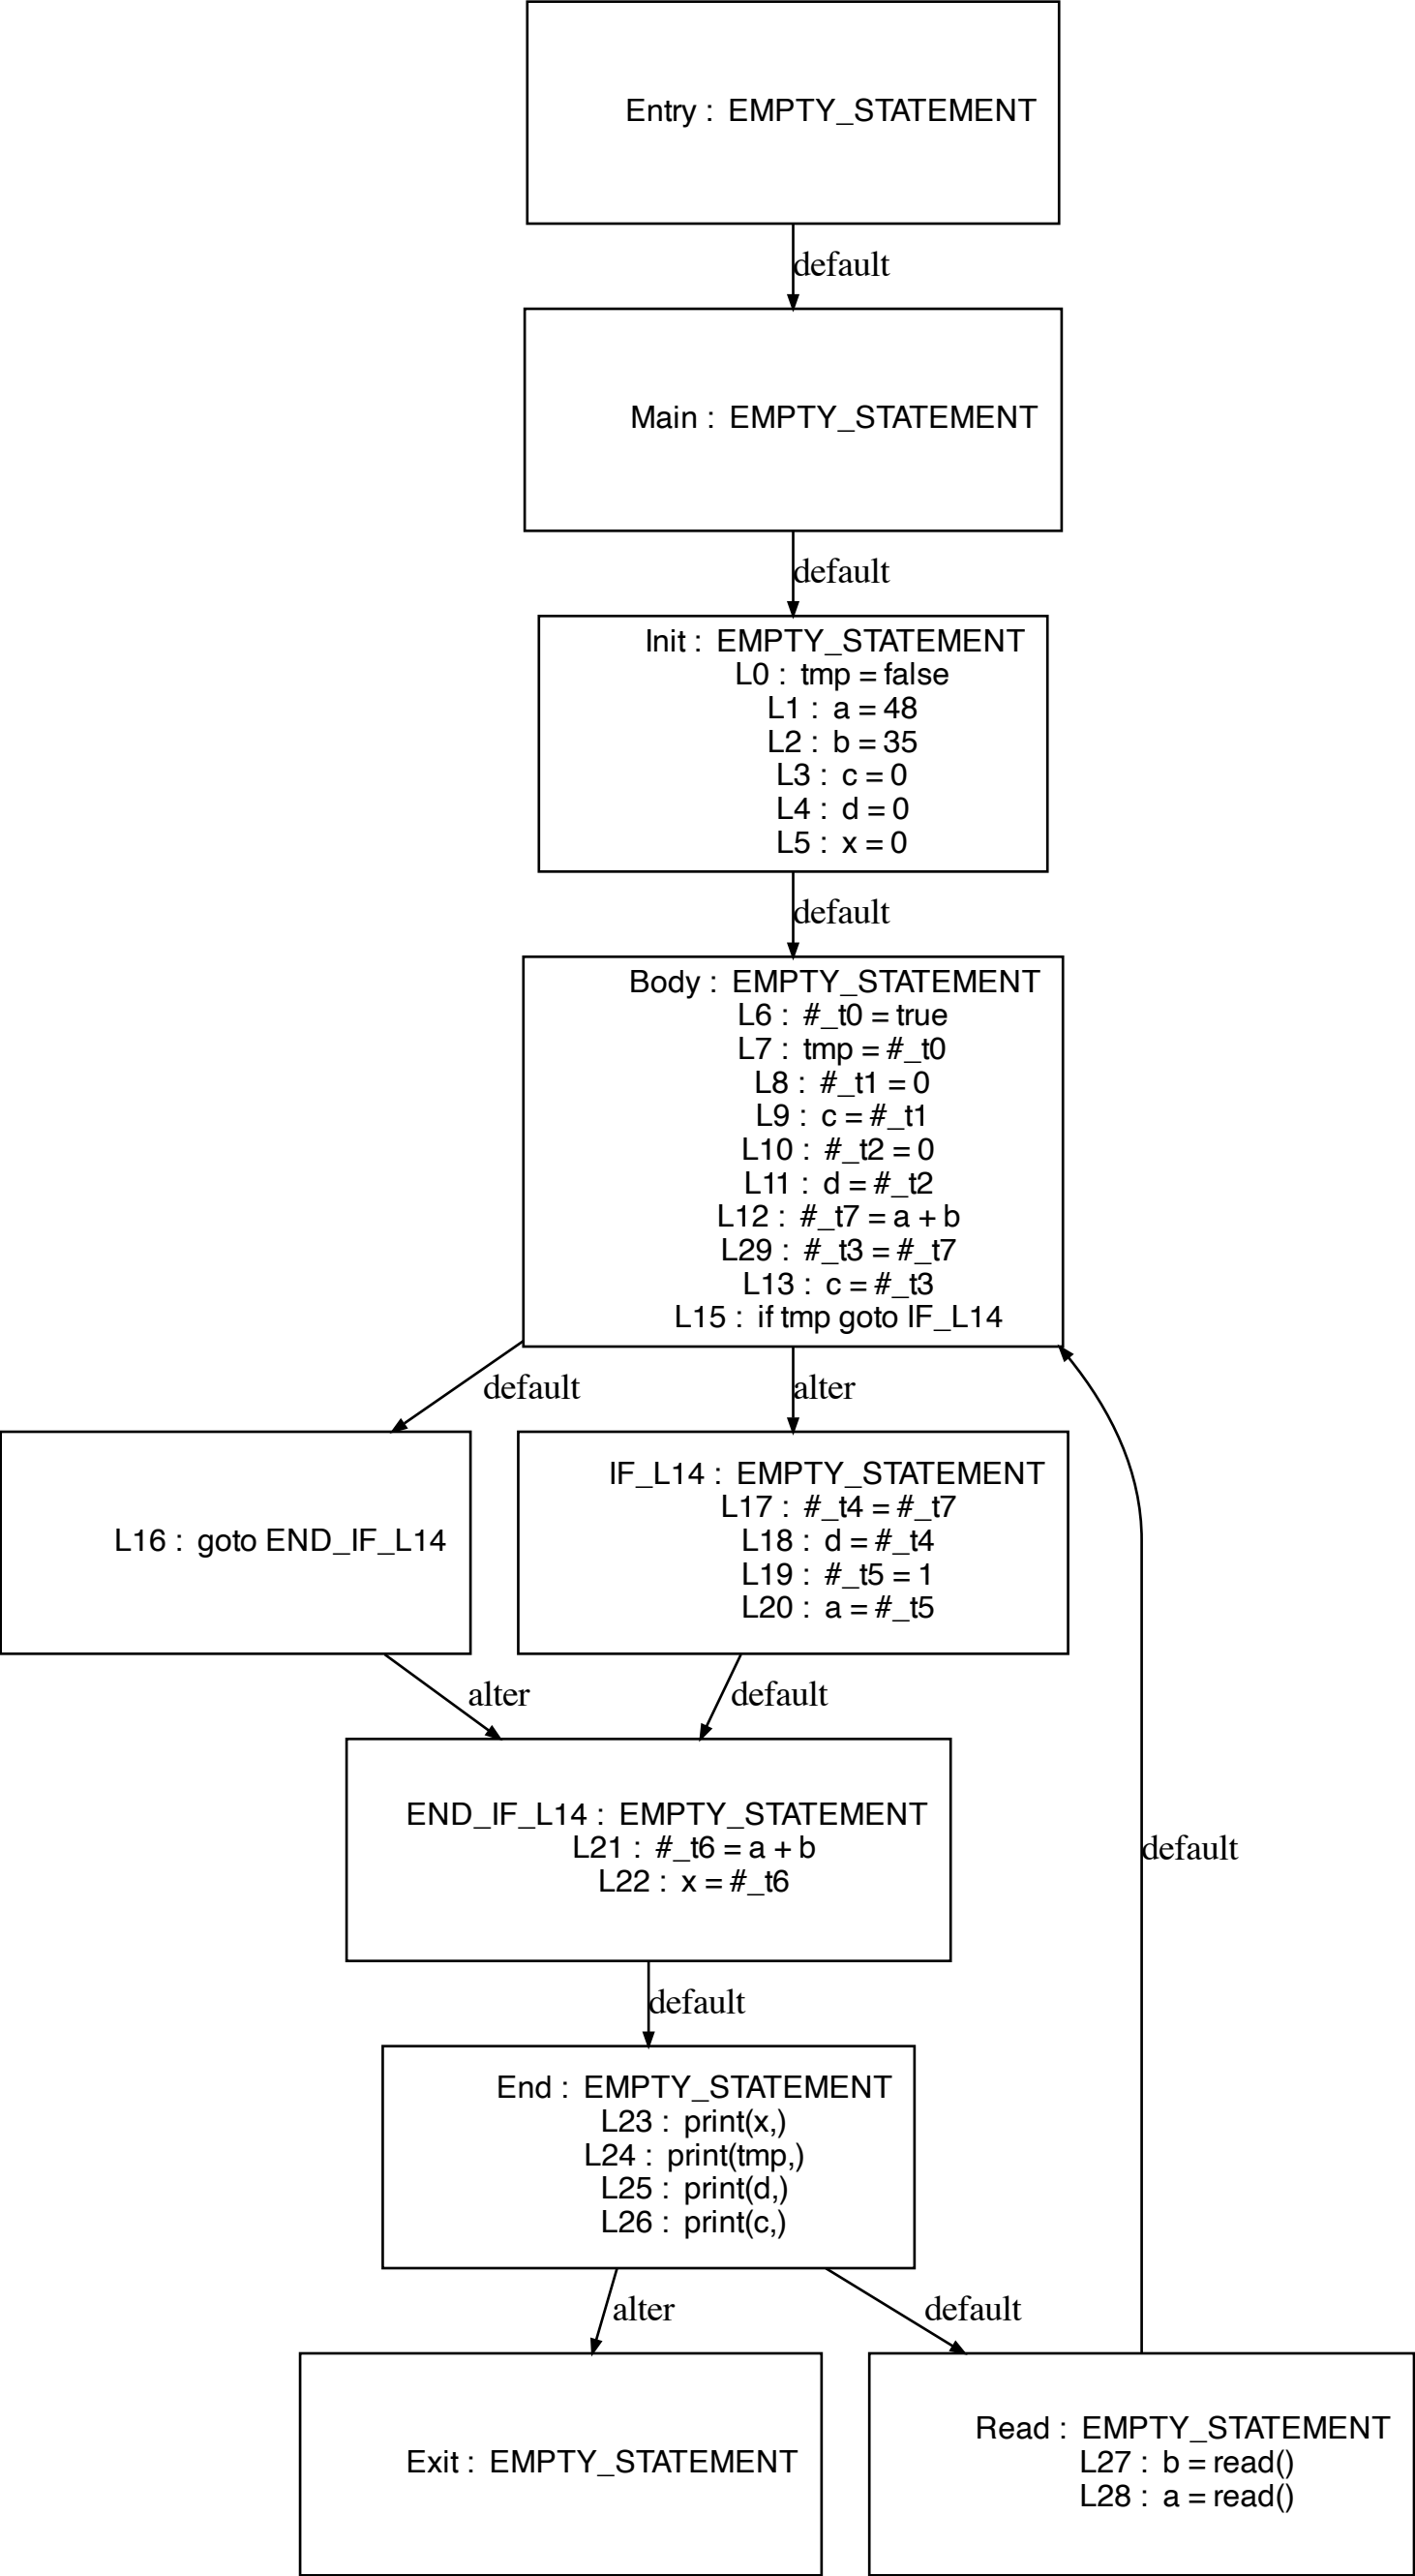 Entry :  EMPTY_STATEMENT
default
Main :  EMPTY_STATEMENT
default
Init :  EMPTY_STATEMENT
L0 :  tmp = false
L1 :  a = 48
L2 :  b = 35
L3 :  c = 0
L4 :  d = 0
L5 :  x = 0
default
Body :  EMPTY_STATEMENT
L6 :  #_t0 = true
L7 :  tmp = #_t0
L8 :  #_t1 = 0
L9 :  c = #_t1
L10 :  #_t2 = 0
L11 :  d = #_t2
L12 :  #_t7 = a + b
L29 :  #_t3 = #_t7
L13 :  c = #_t3
L15 :  if tmp goto IF_L14
default
alter
L16 :  goto END_IF_L14
IF_L14 :  EMPTY_STATEMENT
L17 :  #_t4 = #_t7
L18 :  d = #_t4
L19 :  #_t5 = 1
L20 :  a = #_t5
alter
default
END_IF_L14 :  EMPTY_STATEMENT
L21 :  #_t6 = a + b
L22 :  x = #_t6
default
default
End :  EMPTY_STATEMENT
L23 :  print(x,)
L24 :  print(tmp,)
L25 :  print(d,)
L26 :  print(c,)
alter
default
Exit :  EMPTY_STATEMENT
Read :  EMPTY_STATEMENT
L27 :  b = read()
L28 :  a = read()